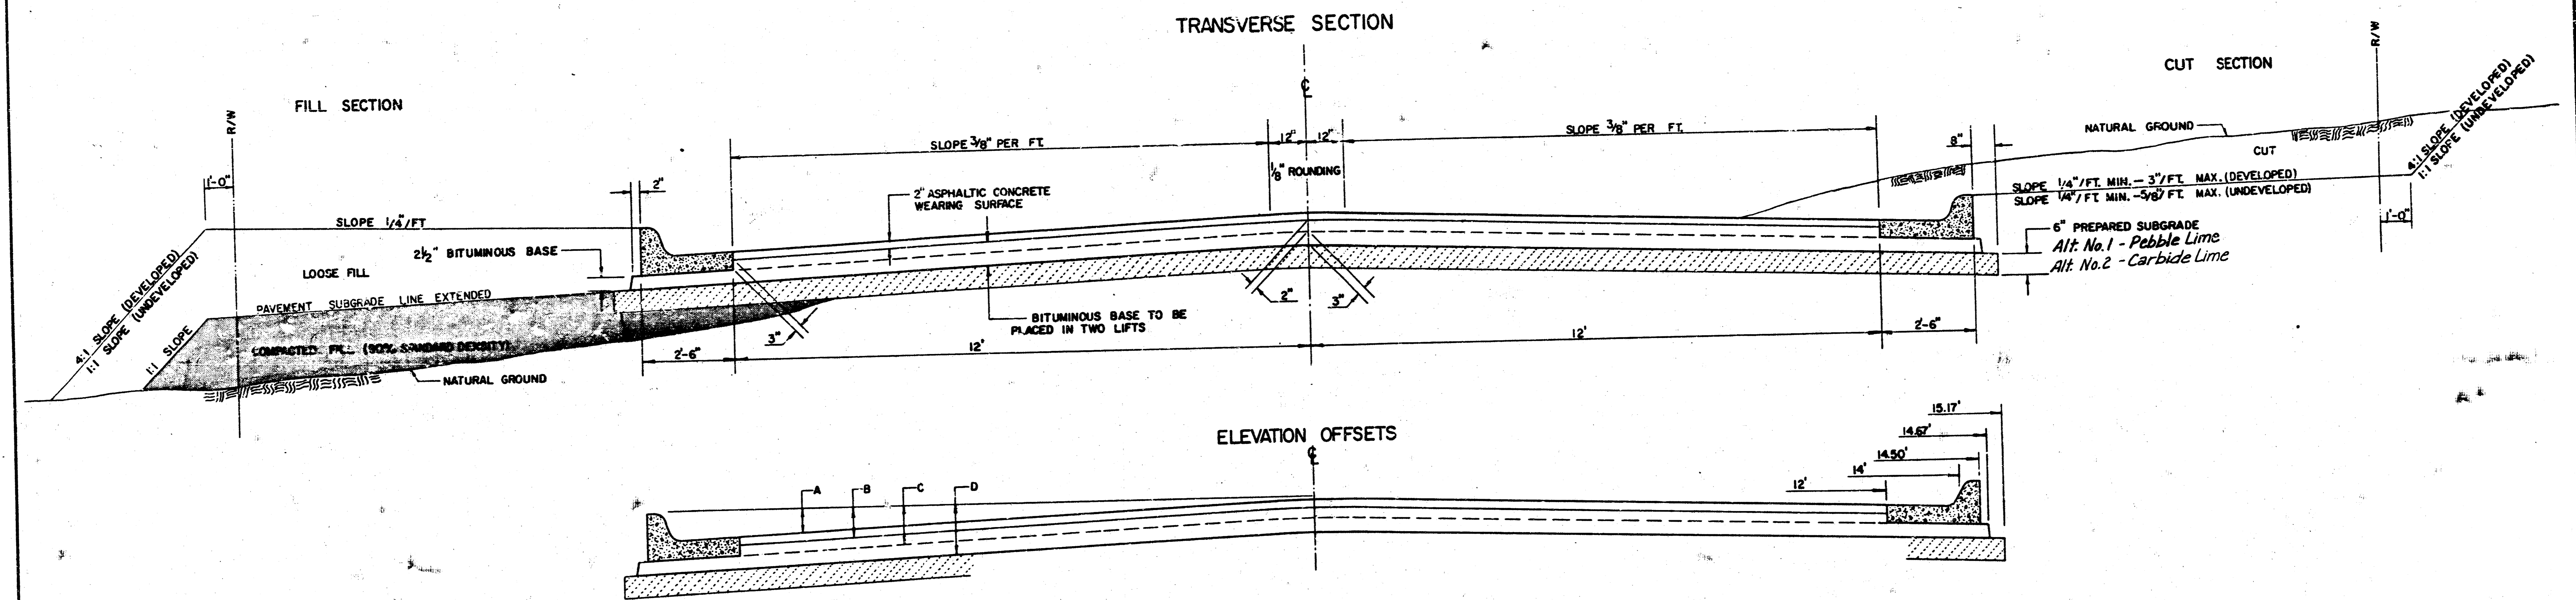 TRANSVERSE SECTION
FILL SECTION
CUT SECTION
R/W
R/W
℄
SLOPE 3/8" PER FT.
12"
12"
SLOPE 3/8" PER FT.
1/8" ROUNDING
8"
NATURAL GROUND
CUT
4:1 SLOPE (DEVELOPED)
1:1 SLOPE (UNDEVELOPED)
1'-0"
2"
2" ASPHALTIC CONCRETE
WEARING SURFACE
SLOPE 1/4"/FT. MIN. – 3"/FT. MAX. (DEVELOPED)
SLOPE 1/4"/FT. MIN. – 5/8"/FT. MAX. (UNDEVELOPED)
1'-0"
SLOPE 1/4"/FT
2½" BITUMINOUS BASE
6" PREPARED SUBGRADE
Alt. No.1 - Pebble Lime
Alt. No.2 - Carbide Lime
LOOSE FILL
PAVEMENT SUBGRADE LINE EXTENDED
4:1 SLOPE (DEVELOPED)
1:1 SLOPE (UNDEVELOPED)
1:1 SLOPE
COMPACTED FILL (90% STANDARD DENSITY)
2"
3"
BITUMINOUS BASE TO BE
PLACED IN TWO LIFTS
3"
2'-6"
12'
12'
2'-6"
NATURAL GROUND
ELEVATION OFFSETS
℄
15.17'
14.67'
14.50'
14'
12'
A
B
C
D